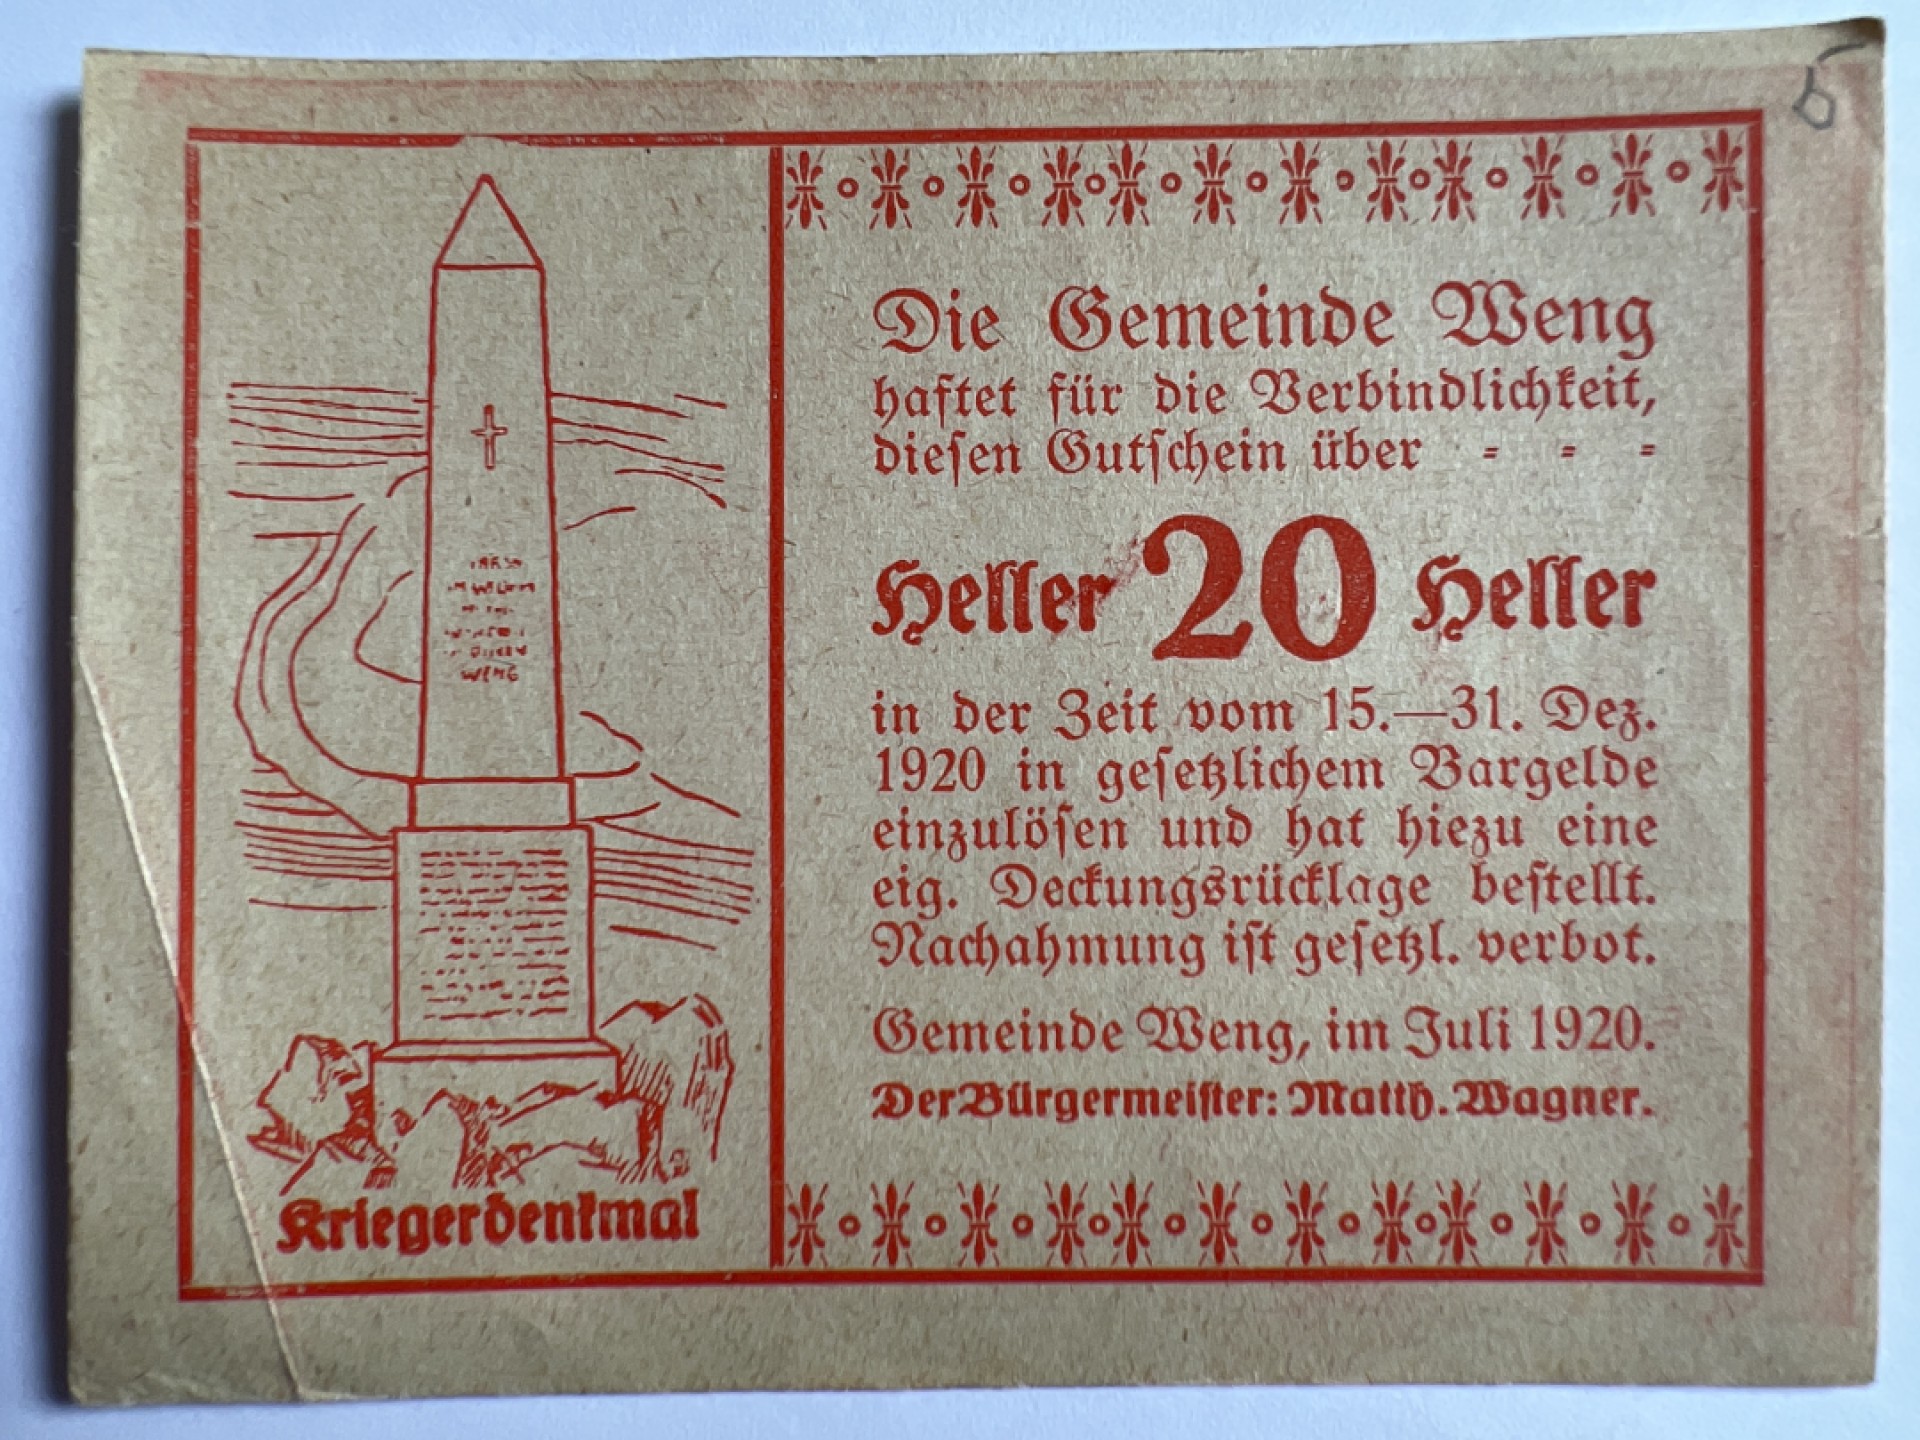 WENG
Kriegerdenkmal
Die Gemeinde Weng
haftet für die Verbindlichkeit,
diesen Gutschein über - - -
Heller 20 Heller
in der Zeit vom 15.—31. Dez.
1920 in gesetzlichem Bargelde
einzulösen und hat hiezu eine
eig. Deckungsrücklage bestellt.
Nachahmung ist gesetzl. verbot.
Gemeinde Weng, im Juli 1920.
Der Bürgermeister: Matth. Wagner.